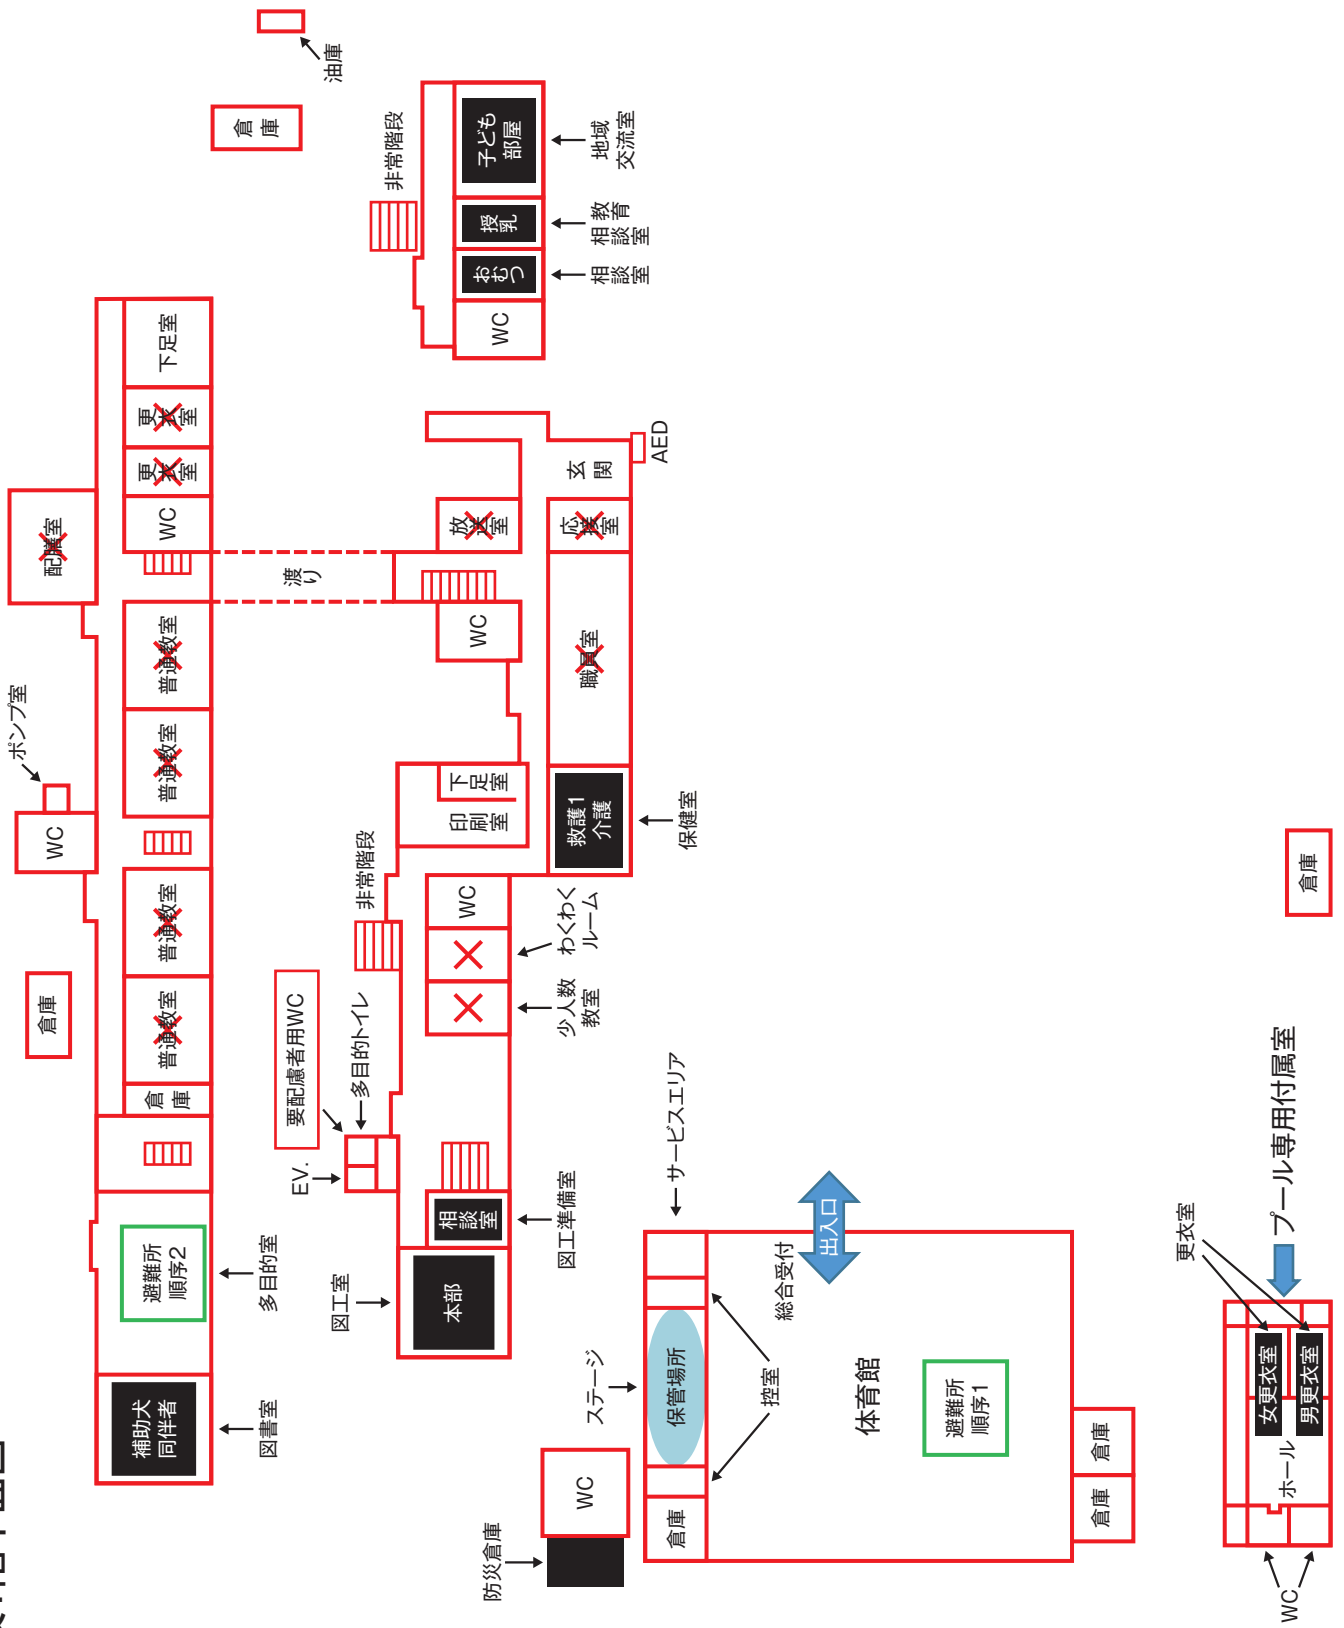 配膳室
ポンプ室
WC
倉庫
補助犬
同伴者
避難所
順序2
倉
庫
普通教室
普通教室
普通教室
普通教室
WC
更衣室
更衣室
下足室
図書室
多目的室
渡
り
倉
庫
油庫
要配慮者用WC
EV.
多目的トイレ
非常階段
図工室
本部
相
談
室
図工準備室
少人数
教室
わくわく
ルーム
WC
印
刷
室
下
足
室
WC
放
送
室
救護1
介護
保健室
職員室
応
接
室
玄
関
AED
非常階段
WC
おむつ
授
乳
子ども
部屋
相
談
室
教
育
相
談
室
地域
交流室
防災倉庫
WC
ステージ
サービスエリア
倉庫
保管場所
控室
総合受付
出入口
体育館
避難所
順序1
倉庫
倉庫
更衣室
プール専用付属室
女更衣室
男更衣室
ホール
WC
倉庫